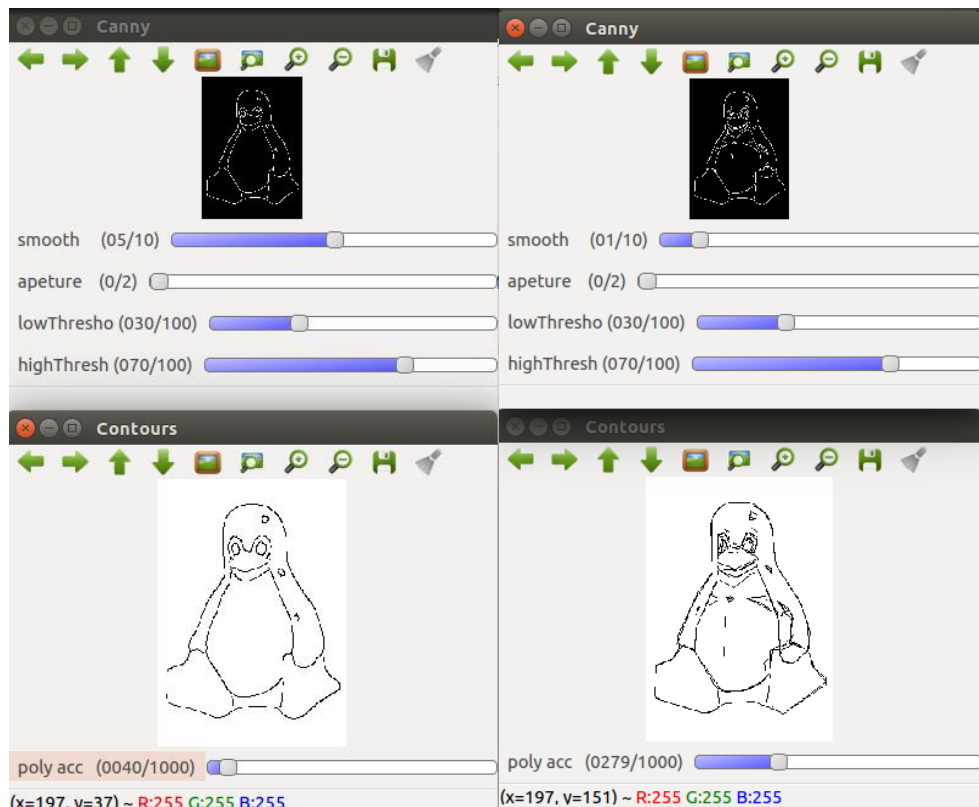 Canny
smooth (05/10)
apeture (0/2)
lowThresho (030/100)
highThresh (070/100)
Contours
poly acc (0040/1000)
(x=197, y=37) ~ R:255 G:255 B:255
Canny
smooth (01/10)
apeture (0/2)
lowThresho (030/100)
highThresh (070/100)
Contours
poly acc (0279/1000)
(x=197, y=151) ~ R:255 G:255 B:255